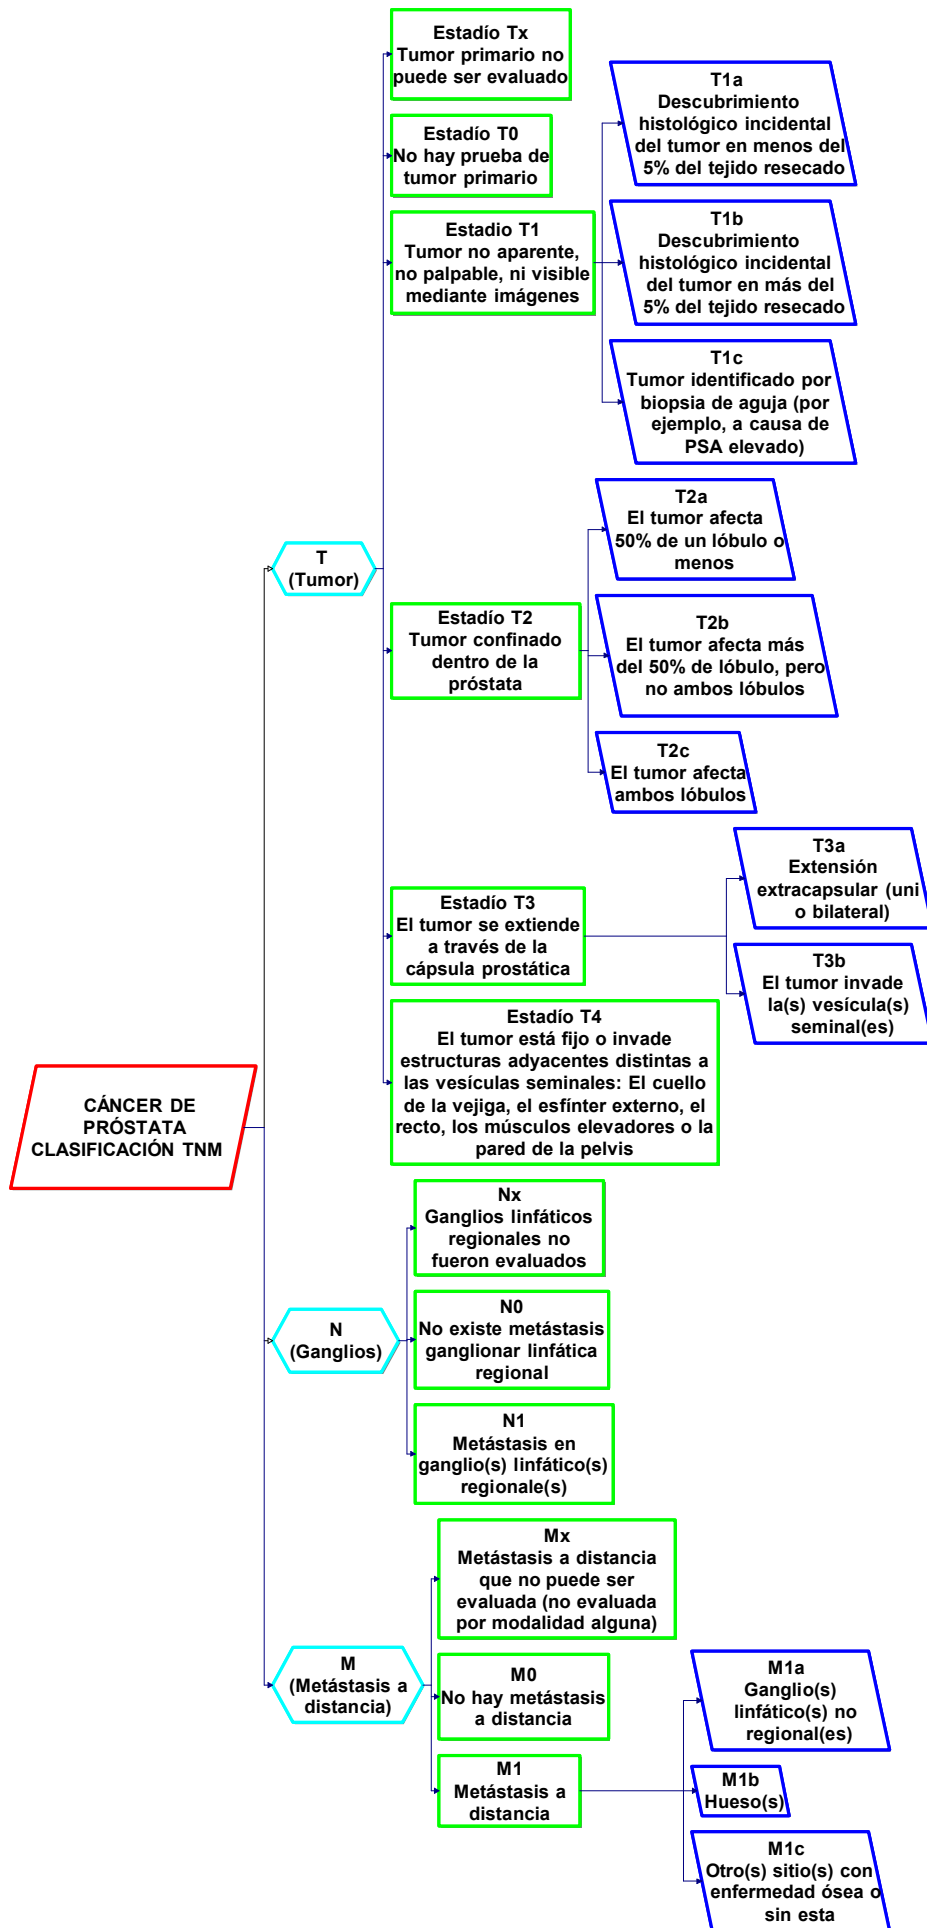 Estadío Tx
Tumor primario no
puede ser evaluado
Estadío T0
No hay prueba de
tumor primario
Estadio T1
Tumor no aparente,
no palpable, ni visible
mediante imágenes
T1a
Descubrimiento
histológico incidental
del tumor en menos del
5% del tejido resecado
T1b
Descubrimiento
histológico incidental
del tumor en más del
5% del tejido resecado
T1c
Tumor identificado por
biopsia de aguja (por
ejemplo, a causa de
PSA elevado)
T
(Tumor)
Estadío T2
Tumor confinado
dentro de la
próstata
T2a
El tumor afecta
50% de un lóbulo o
menos
T2b
El tumor afecta más
del 50% de lóbulo, pero
no ambos lóbulos
T2c
El tumor afecta
ambos lóbulos
Estadío T3
El tumor se extiende
a través de la
cápsula prostática
T3a
Extensión
extracapsular (uni
o bilateral)
T3b
El tumor invade
la(s) vesícula(s)
seminal(es)
Estadío T4
El tumor está fijo o invade
estructuras adyacentes distintas a
las vesículas seminales: El cuello
de la vejiga, el esfínter externo, el
recto, los músculos elevadores o la
pared de la pelvis
CÁNCER DE
PRÓSTATA
CLASIFICACIÓN TNM
Nx
Ganglios linfáticos
regionales no
fueron evaluados
N
(Ganglios)
N0
No existe metástasis
ganglionar linfática
regional
N1
Metástasis en
ganglio(s) linfático(s)
regionale(s)
Mx
Metástasis a distancia
que no puede ser
evaluada (no evaluada
por modalidad alguna)
M
(Metástasis a
distancia)
M0
No hay metástasis
a distancia
M1
Metástasis a
distancia
M1a
Ganglio(s)
linfático(s) no
regional(es)
M1b
Hueso(s)
M1c
Otro(s) sitio(s) con
enfermedad ósea o
sin esta